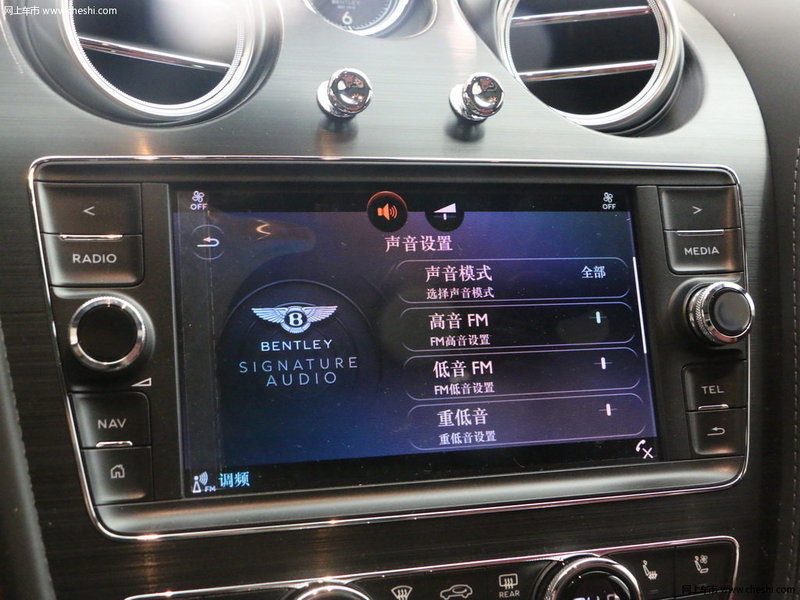 网上车市 www.cheshi.com
BENTLEY
6
OFF
OFF
<
>
RADIO
MEDIA
声音设置
声音模式 全部
选择声音模式
高音 FM
FM高音设置
低音 FM
FM低音设置
重低音
重低音设置
B
BENTLEY
SIGNATURE
AUDIO
NAV
TEL
FM 调频
REAR
网上车市 www.cheshi.com